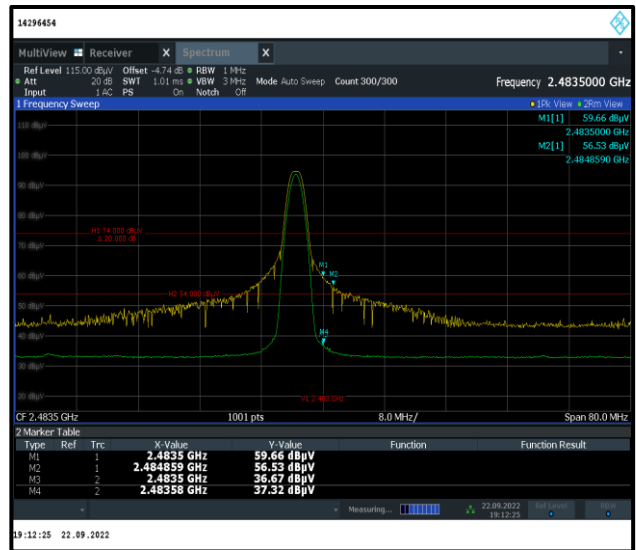 14296454
MultiView Receiver X Spectrum X
Ref Level 115.00 dBµV Offset -4.74 dB RBW 1 MHz
Att 20 dB SWT 1.01 ms VBW 3 MHz Mode Auto Sweep Count 300/300 Frequency 2.4835000 GHz
Input 1 AC PS On Notch Off
1 Frequency Sweep 1Pk View 2Rm View
M1[1] 59.66 dBµV
110 dBµV
2.4835000 GHz
M2[1] 56.53 dBµV
100 dBµV
2.4848590 GHz
90 dBµV
80 dBµV
H1 74.000 dBµV
Δ 20.000 dB
70 dBµV
M1
60 dBµV
M2
H2 54.000 dBµV
50 dBµV
40 dBµV
M4
30 dBµV
20 dBµV
CF 2.4835 GHz 1001 pts 8.0 MHz/ Span 80.0 MHz
2 Marker Table
Type Ref Trc X-Value Y-Value Function Function Result
M1 1 2.4835 GHz 59.66 dBµV
M2 1 2.484859 GHz 56.53 dBµV
M3 2 2.4835 GHz 36.67 dBµV
M4 2 2.48358 GHz 37.32 dBµV
Measuring... 22.09.2022 Ref Level RBW
19:12:25
19:12:25 22.09.2022